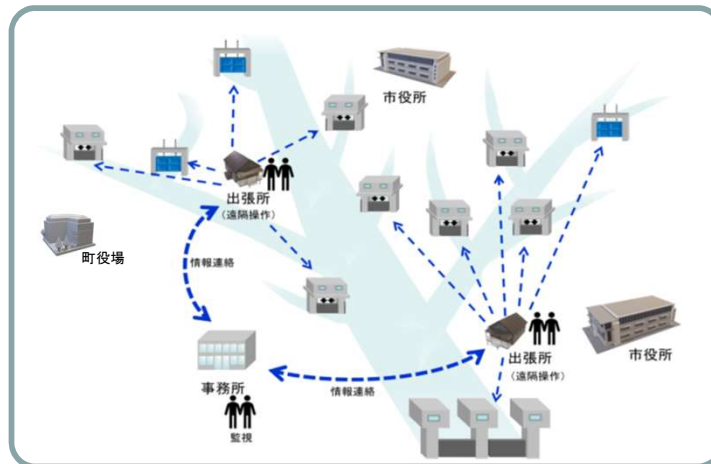 市役所
出張所
(遠隔操作)
町役場
情報連絡
出張所
(遠隔操作)
市役所
事務所
情報連絡
監視